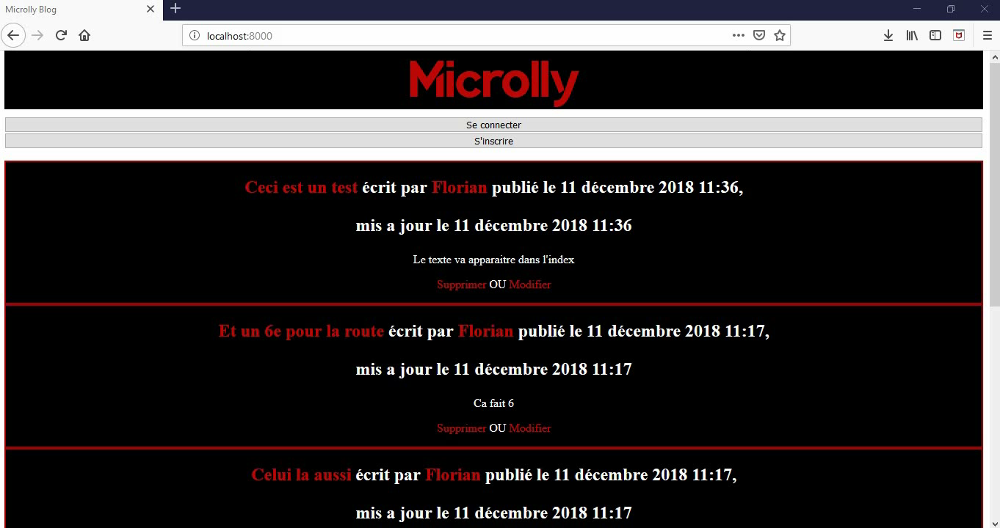 Microlly Blog
localhost:8000
Microlly
Se connecter
S'inscrire
Ceci est un test écrit par Florian publié le 11 décembre 2018 11:36,
mis a jour le 11 décembre 2018 11:36
Le texte va apparaitre dans l'index
Supprimer OU Modifier
Et un 6e pour la route écrit par Florian publié le 11 décembre 2018 11:17,
mis a jour le 11 décembre 2018 11:17
Ca fait 6
Supprimer OU Modifier
Celui la aussi écrit par Florian publié le 11 décembre 2018 11:17,
mis a jour le 11 décembre 2018 11:17